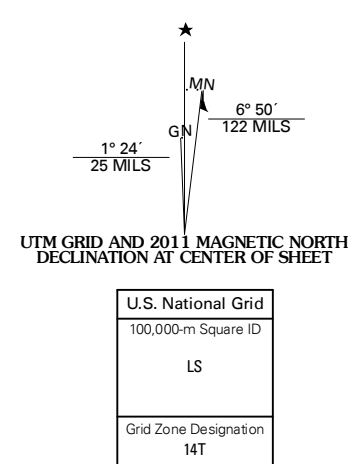 MN
GN
6° 50´
122 MILS
1° 24´
25 MILS
UTM GRID AND 2011 MAGNETIC NORTH
DECLINATION AT CENTER OF SHEET
U.S. National Grid
100,000-m Square ID
LS
Grid Zone Designation
14T